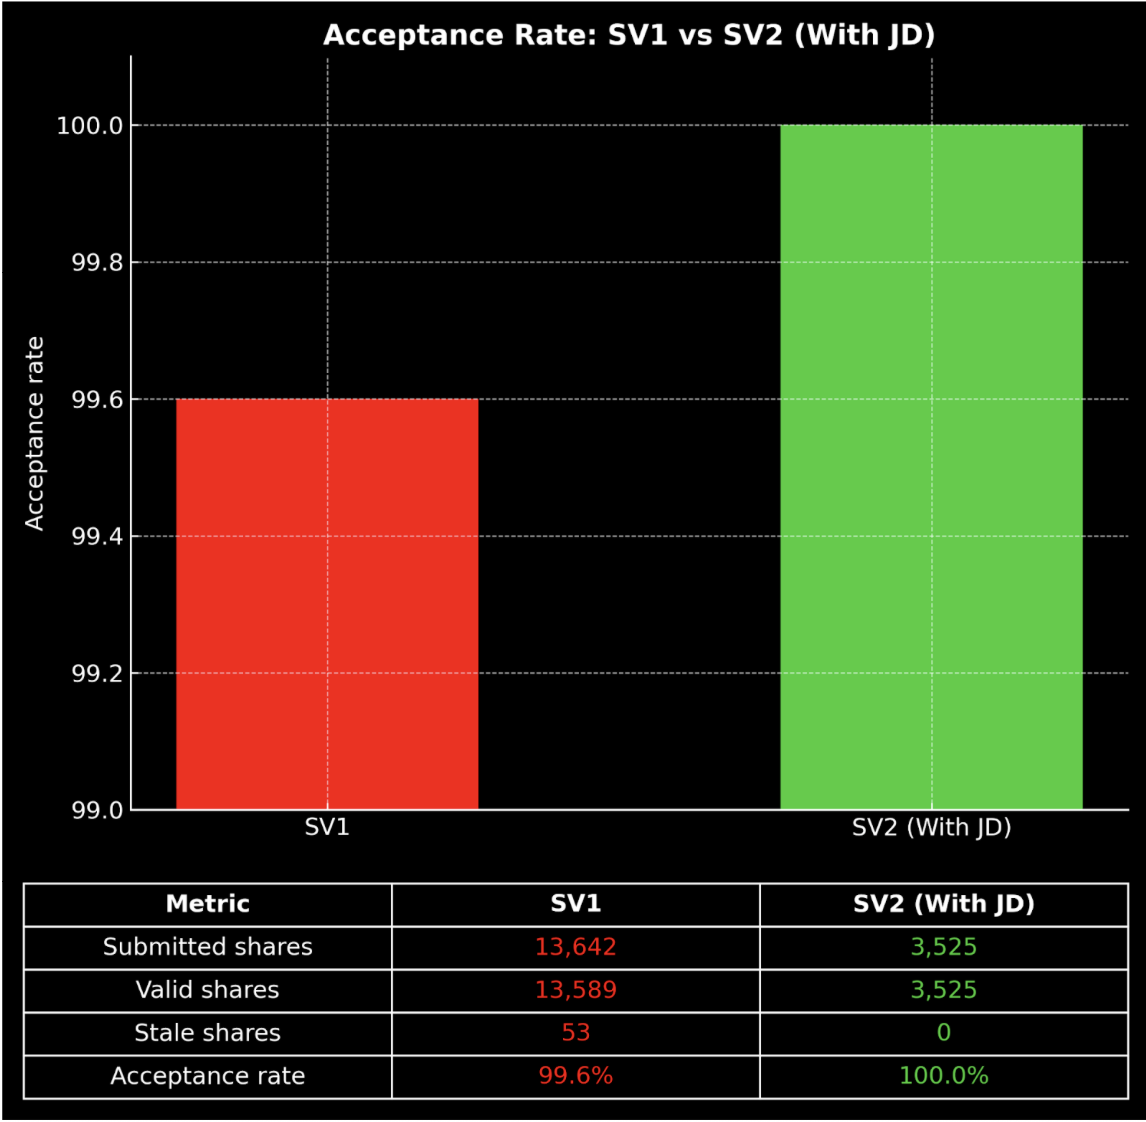 Acceptance Rate: SV1 vs SV2 (With JD)
100.0
99.8
99.6
99.4
99.2
99.0
Acceptance rate
SV1 SV2 (With JD)
Metric SV1 SV2 (With JD)
Submitted shares 13,642 3,525
Valid shares 13,589 3,525
Stale shares 53 0
Acceptance rate 99.6% 100.0%